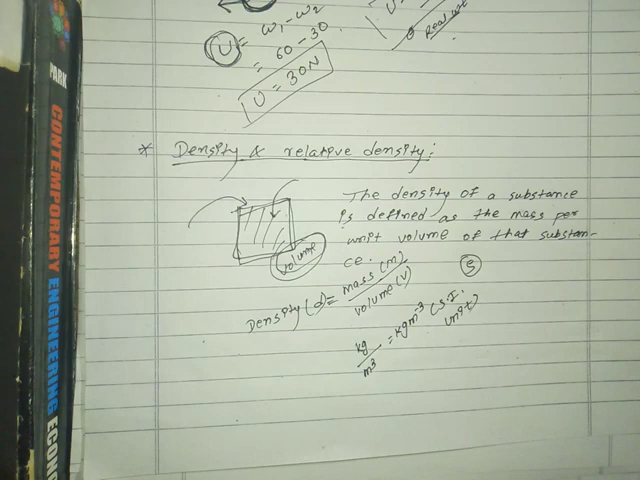 U = W₁ - W₂
= 60 - 30
U = 30N
Real wt
* Density & relative density:
The density of a substance
is defined as the mass per
unit volume of that substan-
ce.
volume
Density (d) = mass (m) / volume (v)
kg / m³ = kgm⁻³ (S.I. unit)
PARK CONTEMPORARY ENGINEERING ECONO